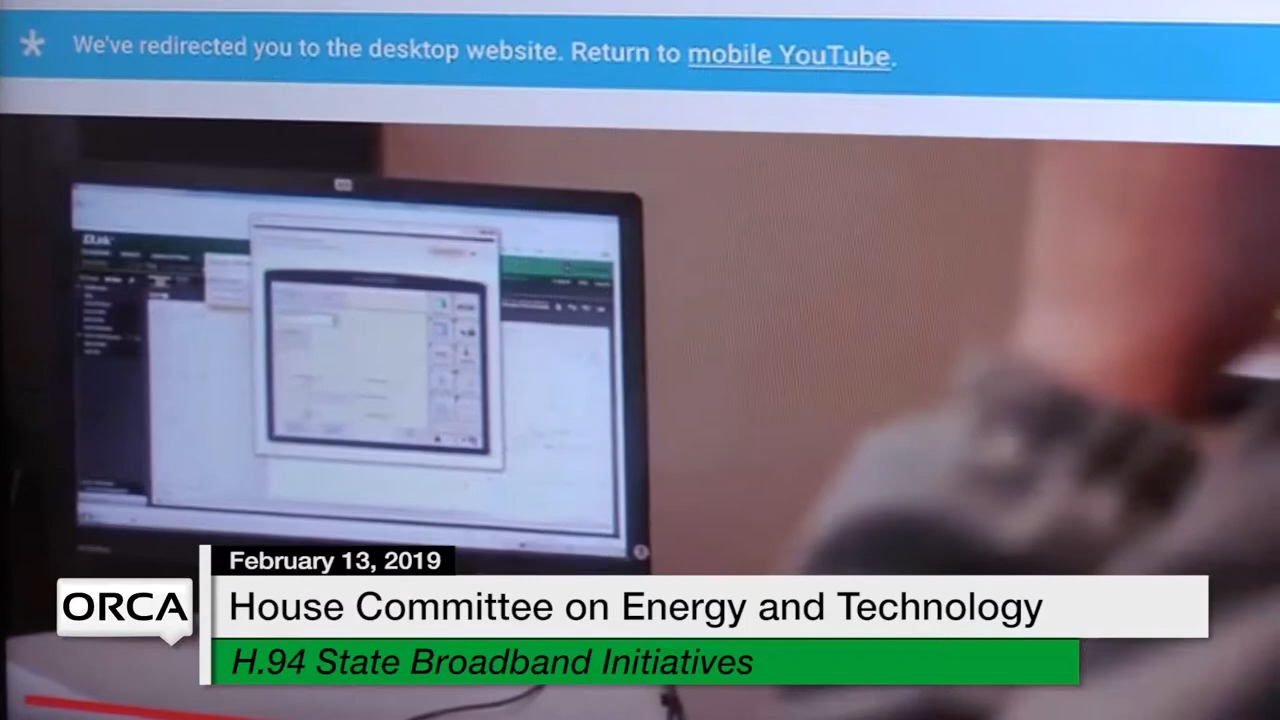 We've redirected you to the desktop website. Return to mobile YouTube.
February 13, 2019
ORCA
House Committee on Energy and Technology
H.94 State Broadband Initiatives